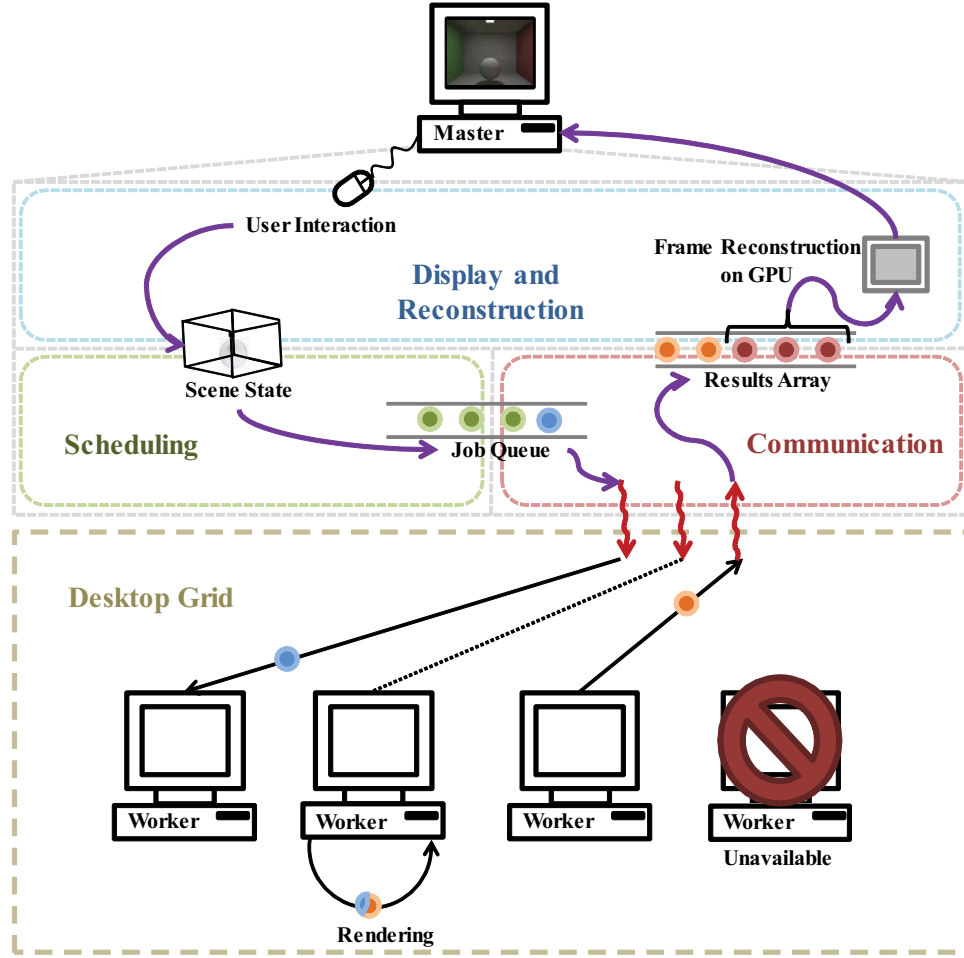 Master
User Interaction
Frame Reconstruction
on GPU
Display and
Reconstruction
Scene State
Results Array
Scheduling
Job Queue
Communication
Desktop Grid
Worker
Worker
Worker
Worker
Unavailable
Rendering